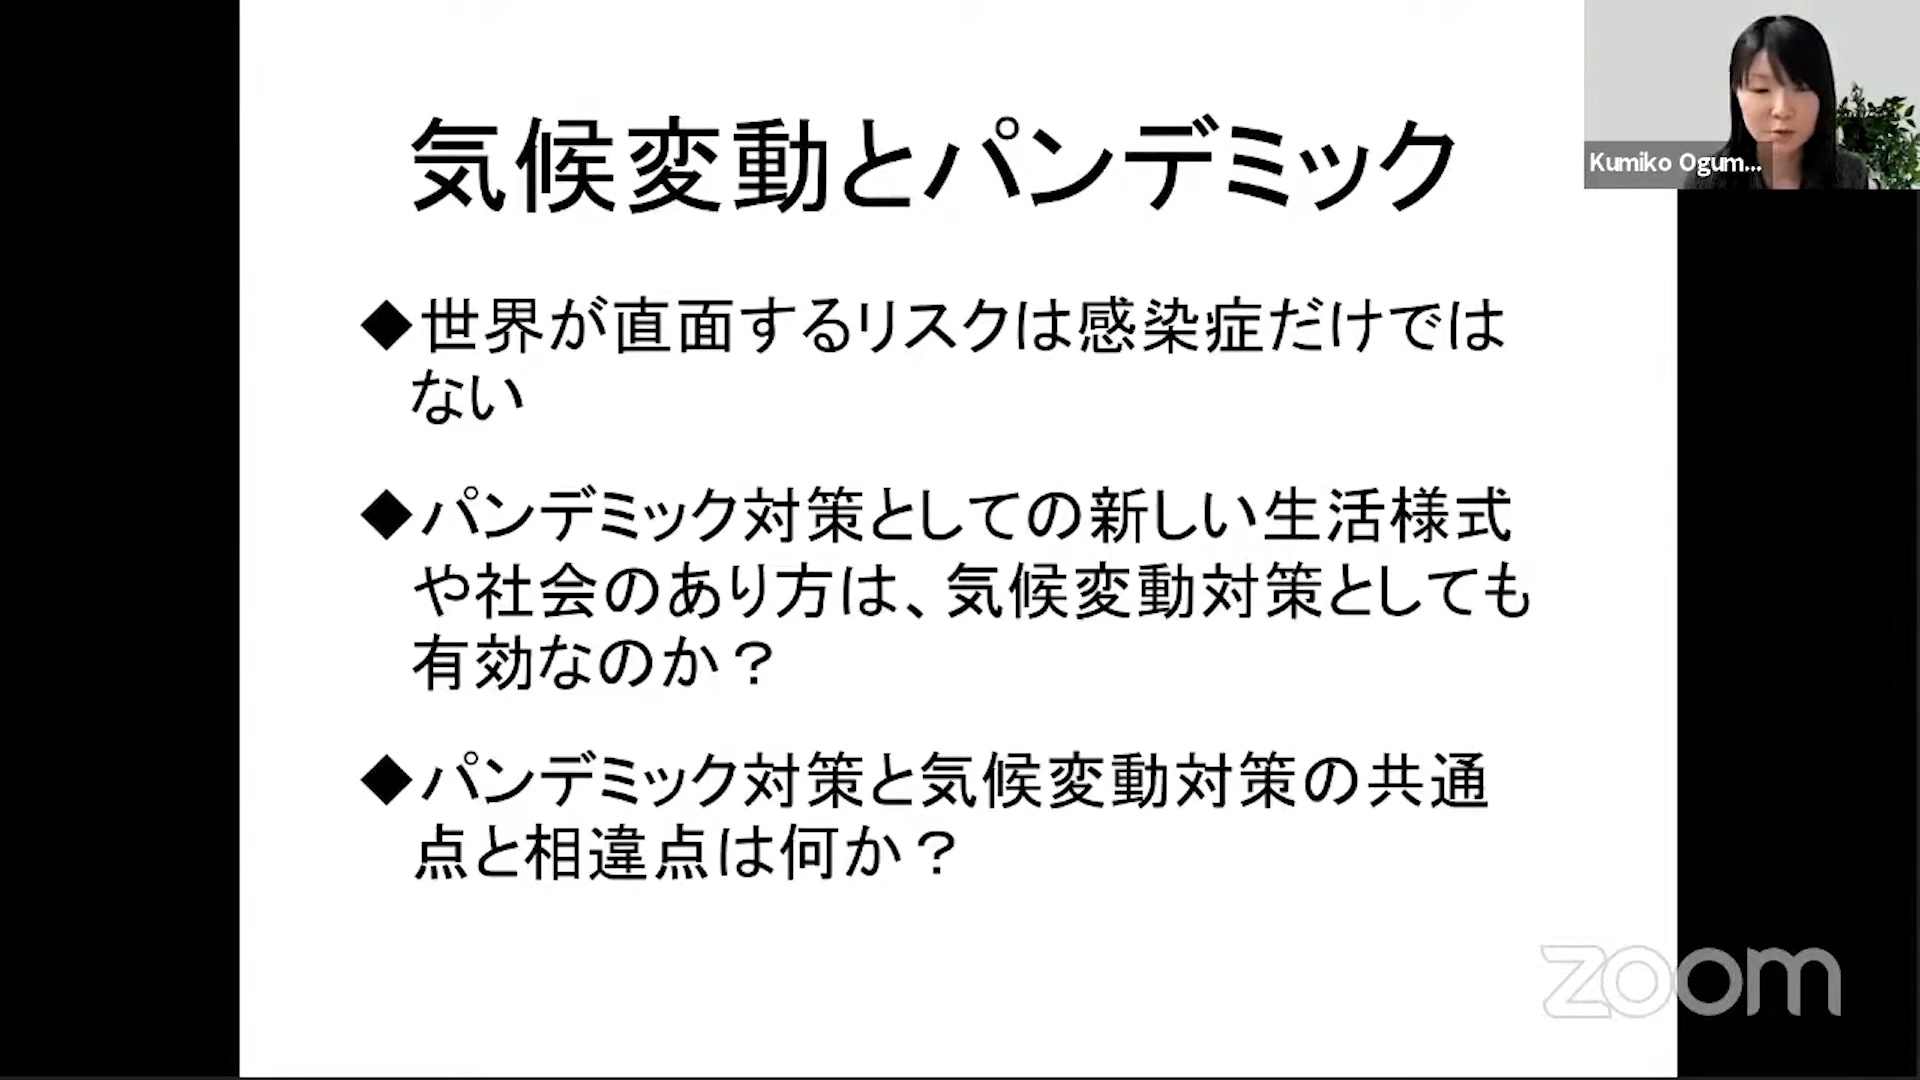 気候変動とパンデミック
Kumiko Ogum...
◆世界が直面するリスクは感染症だけでは
ない
◆パンデミック対策としての新しい生活様式
や社会のあり方は、気候変動対策としても
有効なのか？
◆パンデミック対策と気候変動対策の共通
点と相違点は何か？
zoom